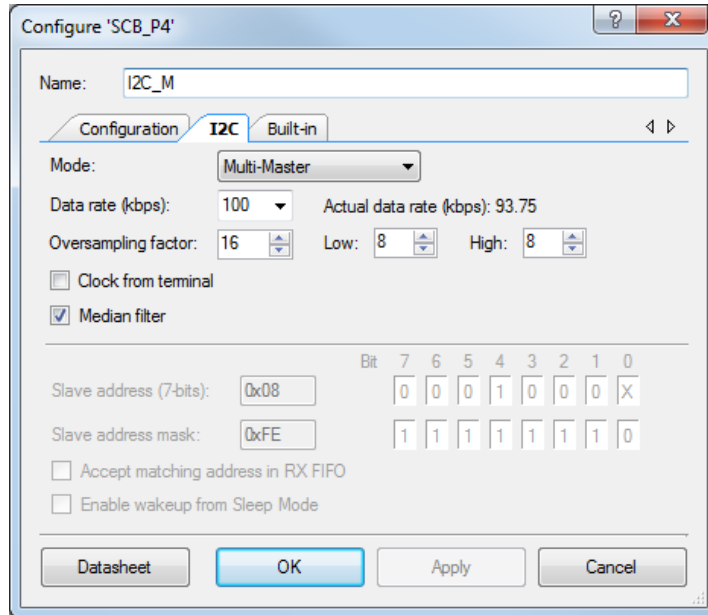 Configure 'SCB_P4'
Name: I2C_M
Configuration I2C Built-in
Mode: Multi-Master
Data rate (kbps): 100 Actual data rate (kbps): 93.75
Oversampling factor: 16 Low: 8 High: 8
Clock from terminal
Median filter
Bit 7 6 5 4 3 2 1 0
Slave address (7-bits): 0x08 0 0 0 1 0 0 0 X
Slave address mask: 0xFE 1 1 1 1 1 1 1 0
Accept matching address in RX FIFO
Enable wakeup from Sleep Mode
Datasheet OK Apply Cancel